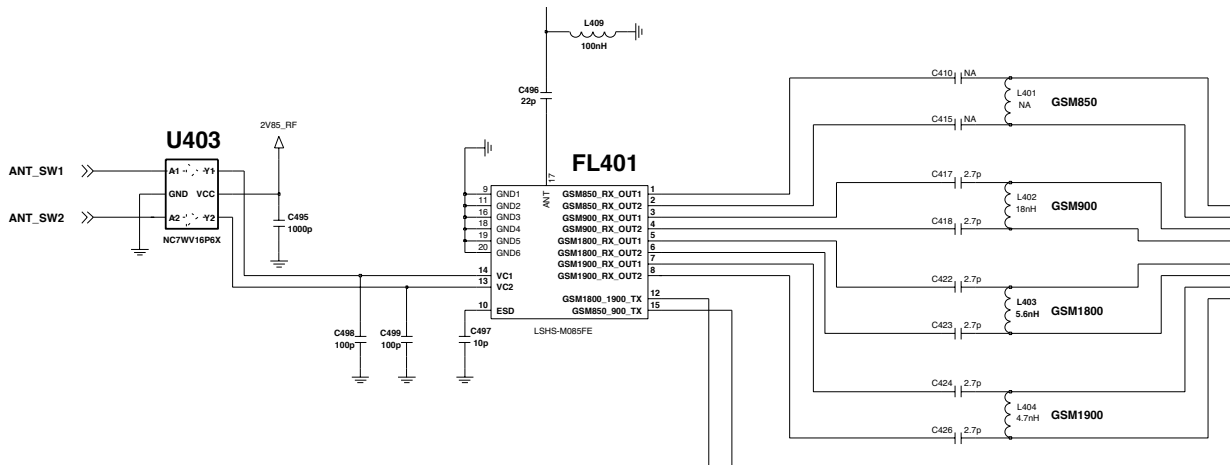 L409
100nH
C496
22p
C410 NA
L401
NA
GSM850
C415 NA
U403
2V85_RF
ANT_SW1
A1 Y1
GND VCC
ANT_SW2
A2 Y2
NC7WV16P6X
C495
1000p
FL401
17
ANT
9 GND1
11 GND2
16 GND3
18 GND4
19 GND5
20 GND6
14 VC1
13 VC2
10 ESD
GSM850_RX_OUT1 1
GSM850_RX_OUT2 2
GSM900_RX_OUT1 3
GSM900_RX_OUT2 4
GSM1800_RX_OUT1 5
GSM1800_RX_OUT2 6
GSM1900_RX_OUT1 7
GSM1900_RX_OUT2 8
GSM1800_1900_TX 12
GSM850_900_TX 15
LSHS-M085FE
C498
100p
C499
100p
C497
10p
C417 2.7p
L402
18nH
GSM900
C418 2.7p
C422 2.7p
L403
5.6nH
GSM1800
C423 2.7p
C424 2.7p
L404
4.7nH
GSM1900
C426 2.7p